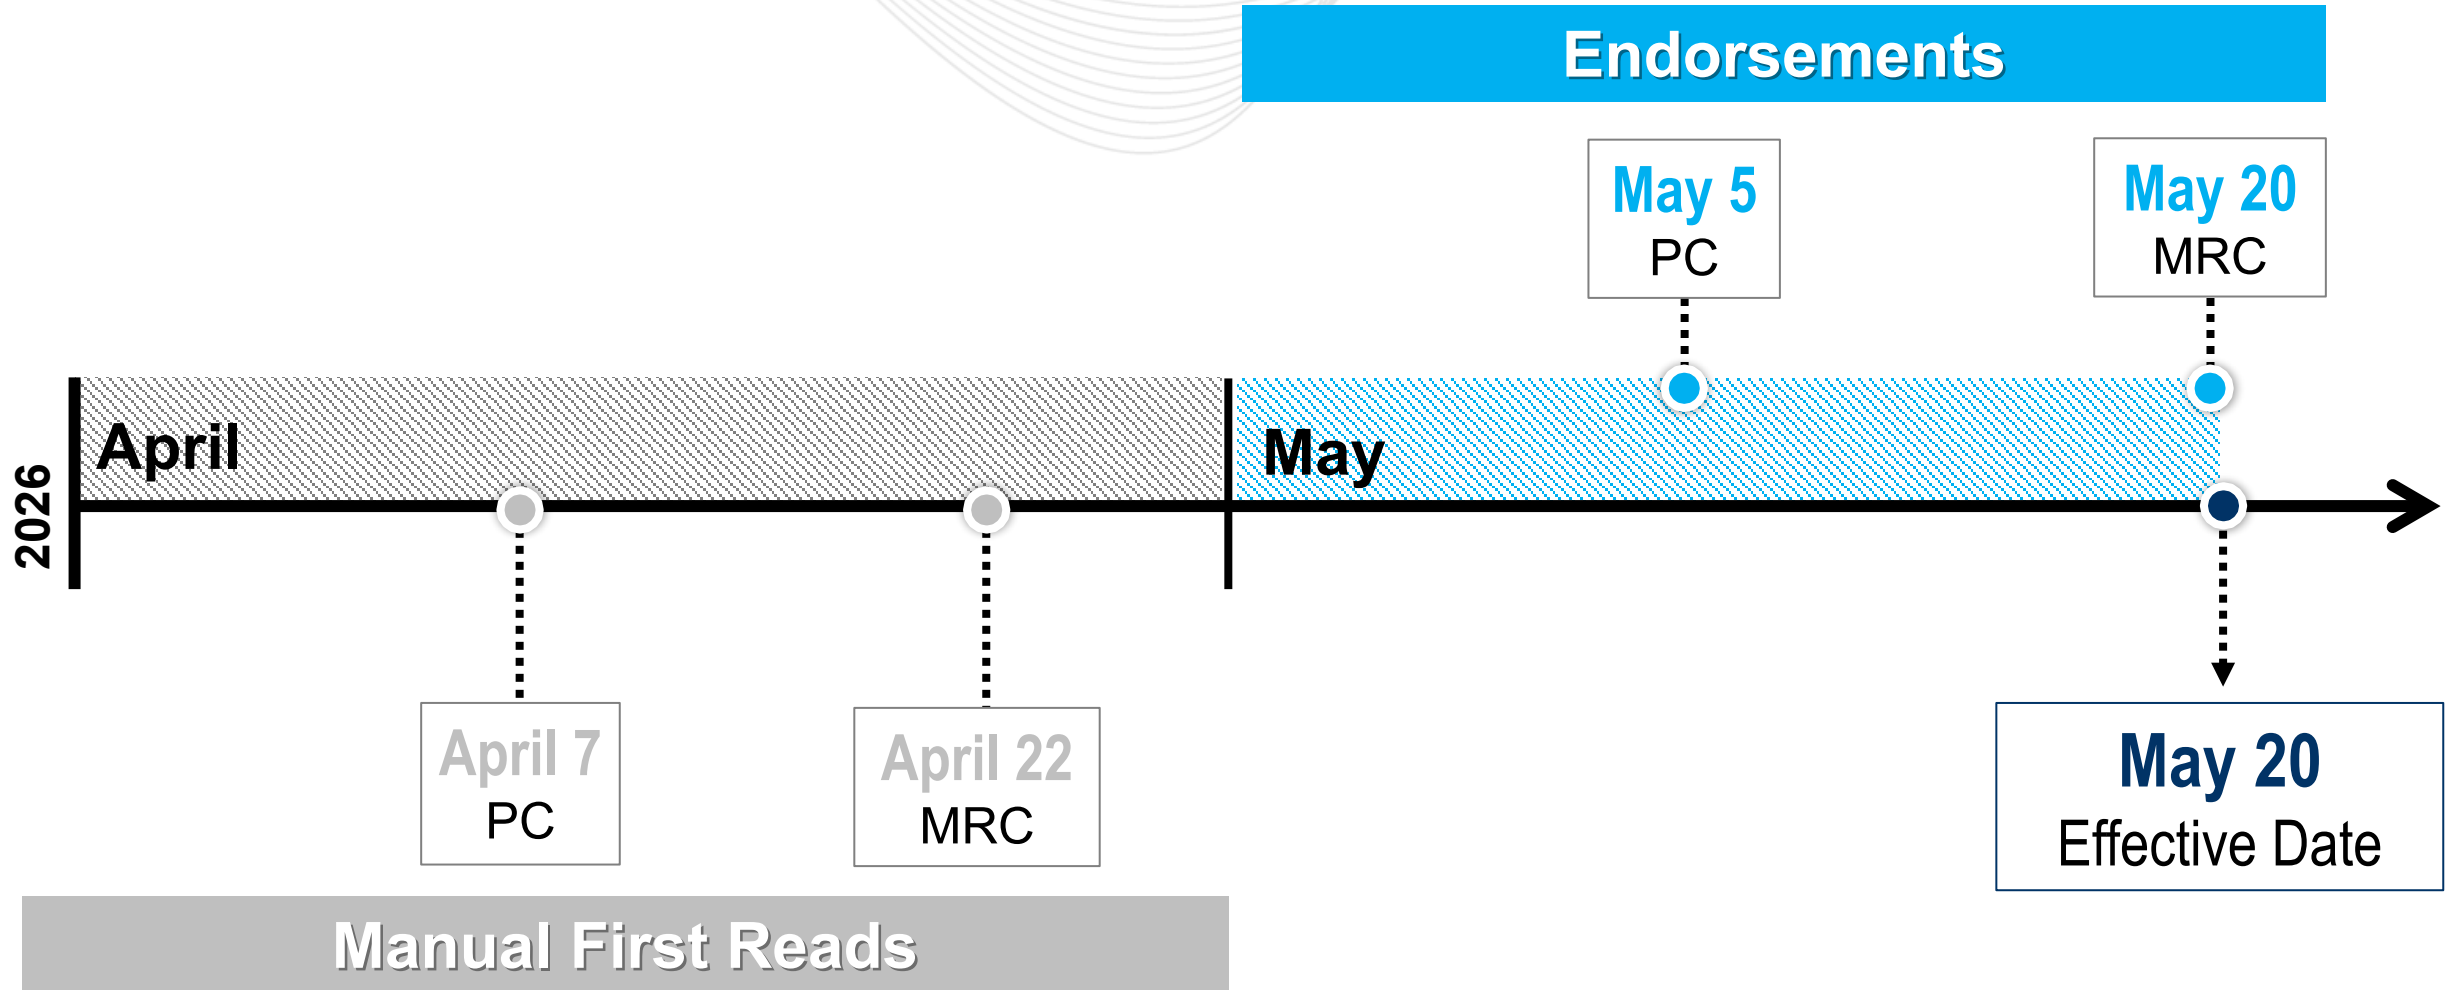 Endorsements
May 5
PC
May 20
MRC
2026
April
May
April 7
PC
April 22
MRC
May 20
Effective Date
Manual First Reads